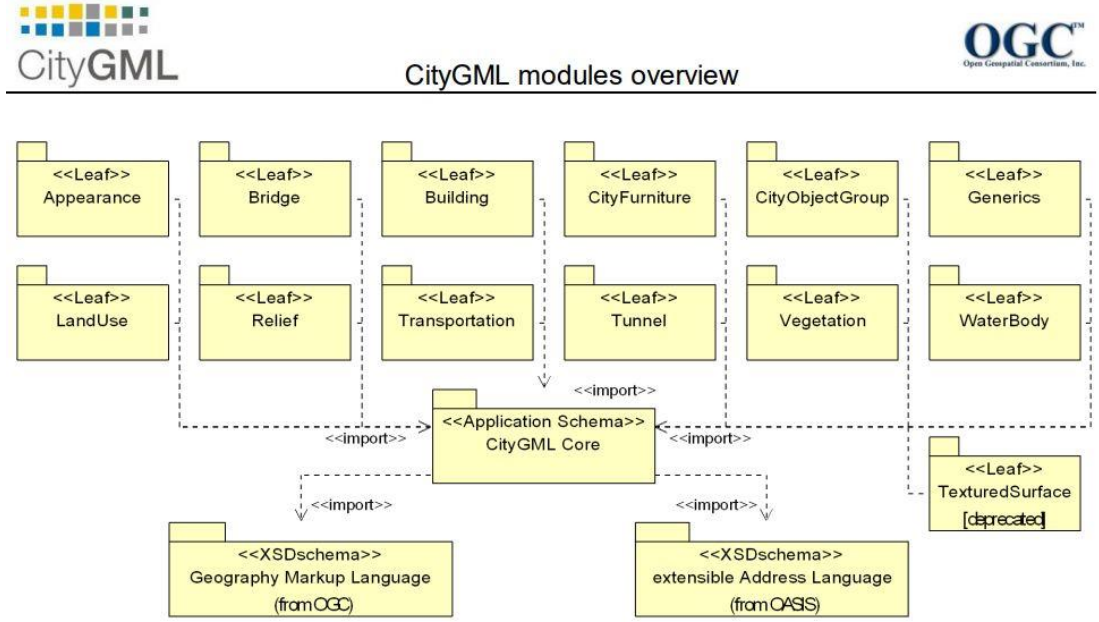 CityGML
OGC™
Open Geospatial Consortium, Inc.
CityGML modules overview
<<Leaf>>
Appearance
<<Leaf>>
Bridge
<<Leaf>>
Building
<<Leaf>>
CityFurniture
<<Leaf>>
CityObjectGroup
<<Leaf>>
Generics
<<Leaf>>
LandUse
<<Leaf>>
Relief
<<Leaf>>
Transportation
<<Leaf>>
Tunnel
<<Leaf>>
Vegetation
<<Leaf>>
WaterBody
<<import>>
<<Application Schema>>
CityGML Core
<<import>>
<<import>>
<<Leaf>>
TexturedSurface
[deprecated]
<<import>>
<<import>>
<<XSDschema>>
Geography Markup Language
(from OGC)
<<XSDschema>>
extensible Address Language
(from OASIS)